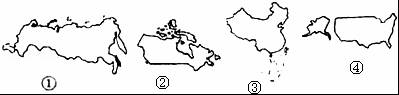 ① ② ③ ④